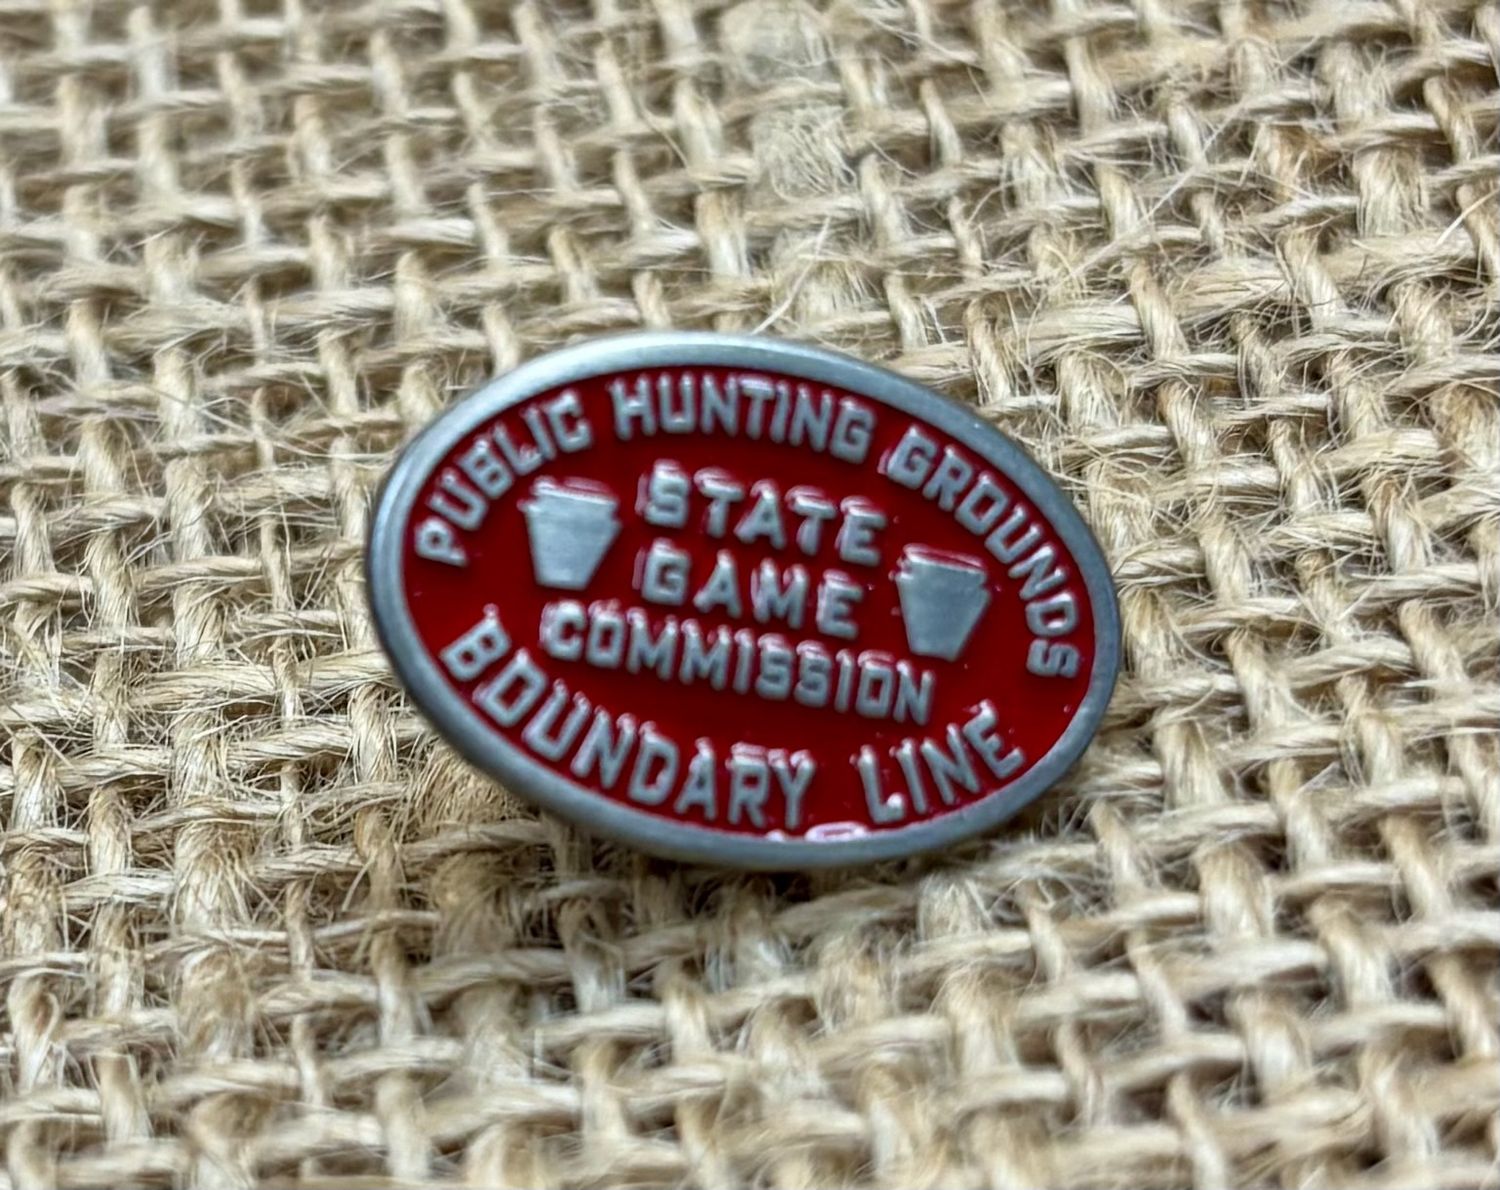 PUBLIC HUNTING GROUNDS
STATE
GAME
COMMISSION
BOUNDARY LINE